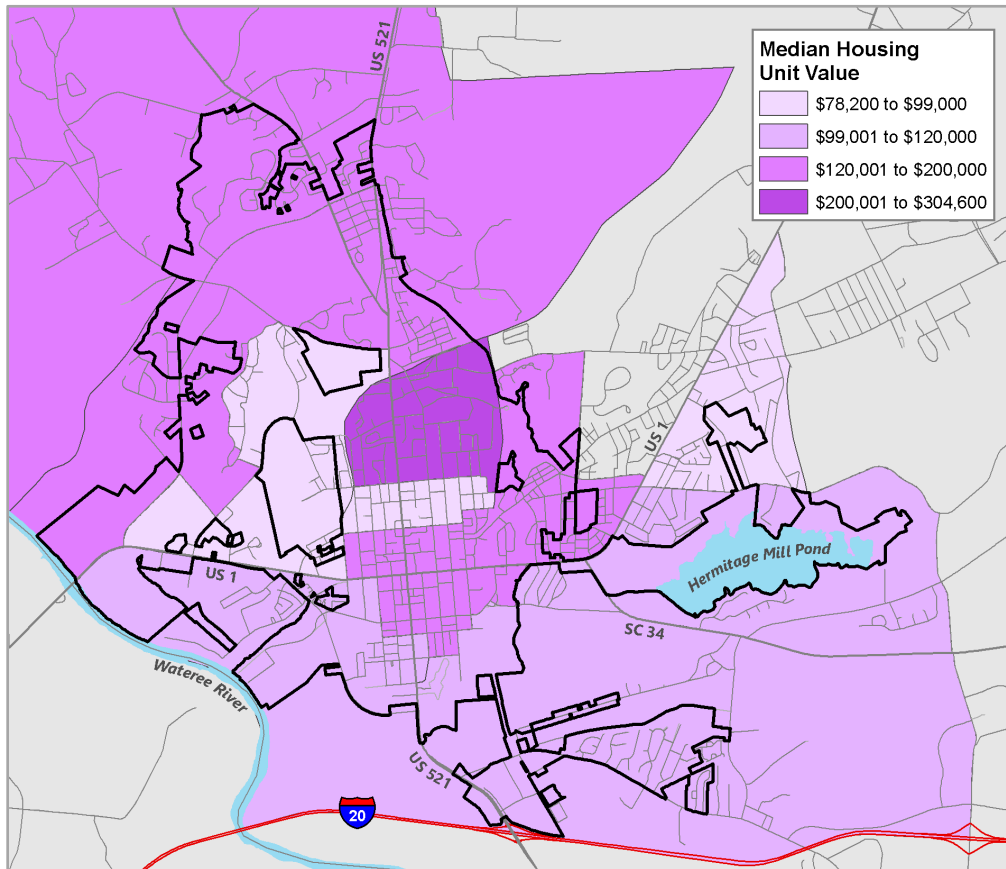 US 521
Median Housing
Unit Value
$78,200 to $99,000
$99,001 to $120,000
$120,001 to $200,000
$200,001 to $304,600
US 1
Hermitage Mill Pond
US 1
SC 34
Wateree River
US 521
20